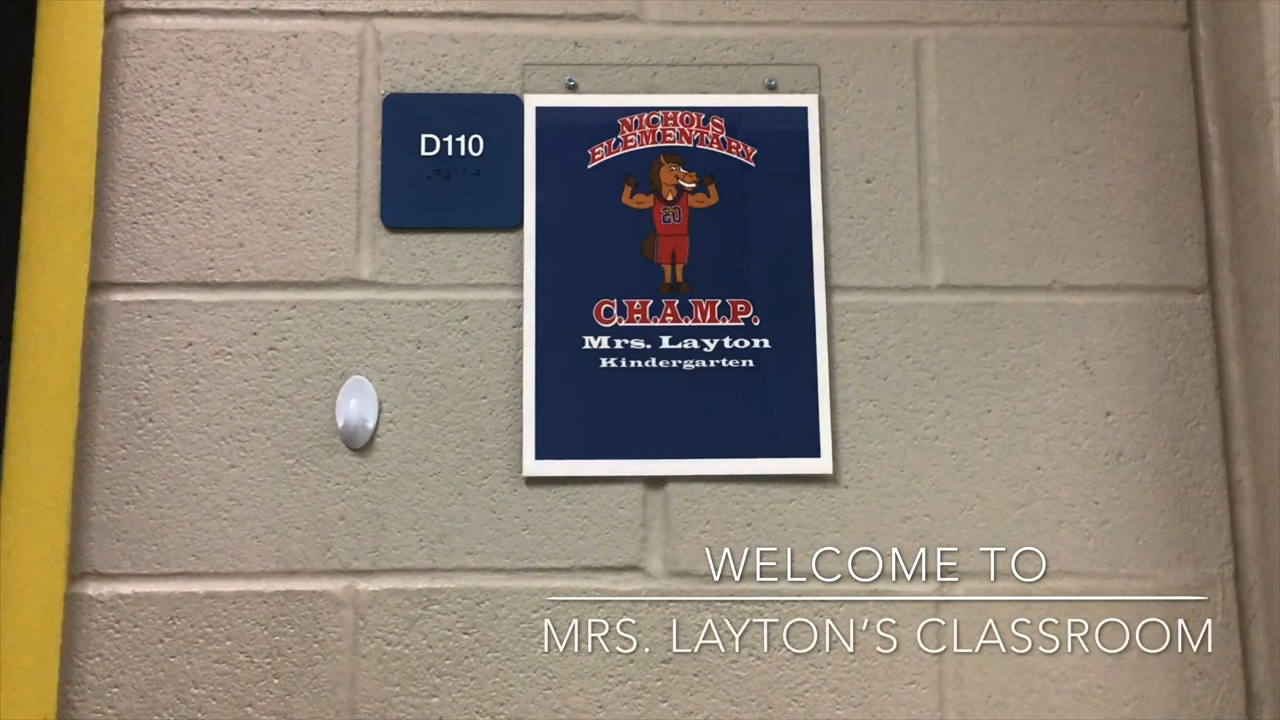 D110
NICHOLS
ELEMENTARY
20
C.H.A.M.P.
Mrs. Layton
Kindergarten
WELCOME TO
MRS. LAYTON'S CLASSROOM